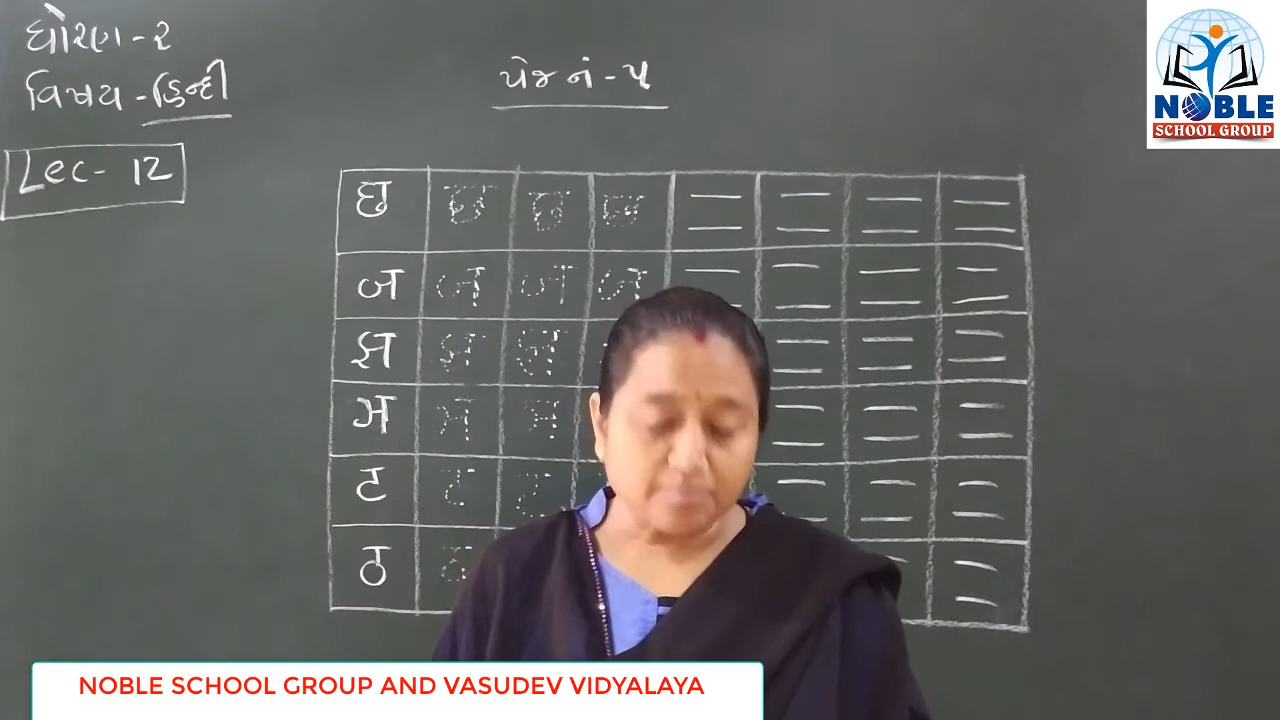 ધોરણ - ૨
વિષય - હિન્દી
Lec - 12
પેજ નં - ૫
NOBLE
SCHOOL GROUP
छ छ छ छ
ज ज ज ज
झ झ झ
ञ ञ ञ
ट ट ट
ठ ठ
NOBLE SCHOOL GROUP AND VASUDEV VIDYALAYA